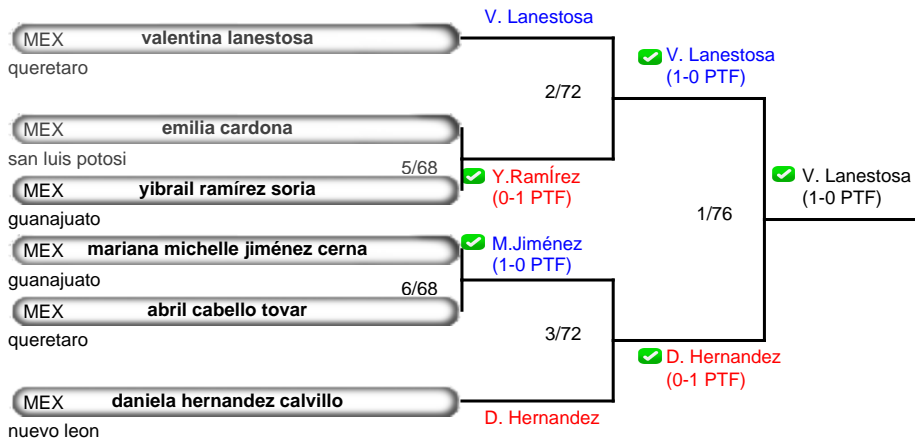 V. Lanestosa
MEX valentina lanestosa
queretaro
V. Lanestosa
(1-0 PTF)
2/72
MEX emilia cardona
san luis potosi
5/68
Y.RamÍrez
(0-1 PTF)
MEX yibrail ramírez soria
guanajuato
V. Lanestosa
(1-0 PTF)
1/76
MEX mariana michelle jiménez cerna
guanajuato
M.Jiménez
(1-0 PTF)
6/68
MEX abril cabello tovar
queretaro
3/72
D. Hernandez
(0-1 PTF)
MEX daniela hernandez calvillo
nuevo leon
D. Hernandez